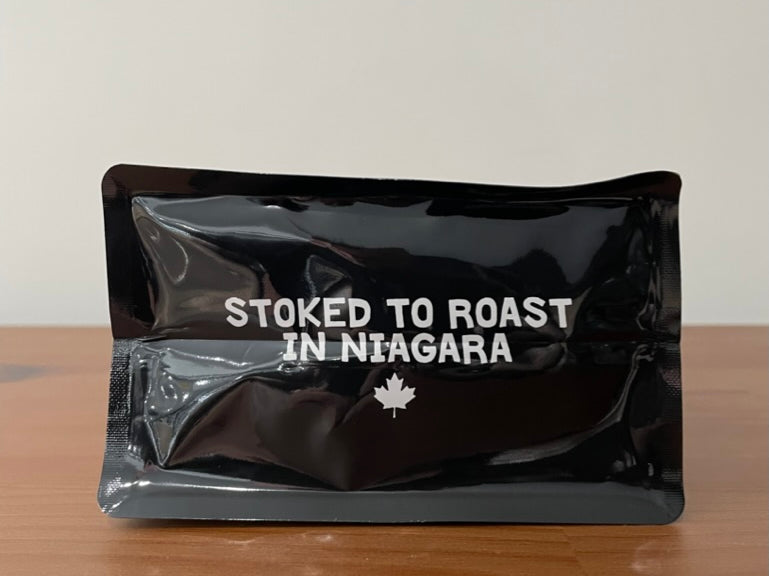 STOKED TO ROAST
IN NIAGARA